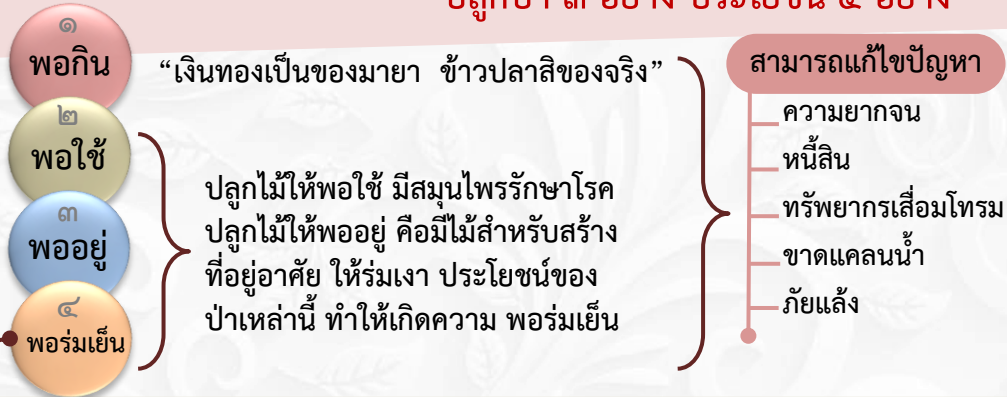 ปลูกป่า ๓ อย่าง ประโยชน์ ๔ อย่าง
๑
พอกิน
๒
พอใช้
๓
พออยู่
๔
พอร่มเย็น
“เงินทองเป็นของมายา ข้าวปลาสิของจริง”
ปลูกไม้ให้พอใช้ มีสมุนไพรรักษาโรค
ปลูกไม้ให้พออยู่ คือมีไม้สำหรับสร้าง
ที่อยู่อาศัย ให้ร่มเงา ประโยชน์ของ
ป่าเหล่านี้ ทำให้เกิดความ พอร่มเย็น
สามารถแก้ไขปัญหา
ความยากจน
หนี้สิน
ทรัพยากรเสื่อมโทรม
ขาดแคลนน้ำ
ภัยแล้ง